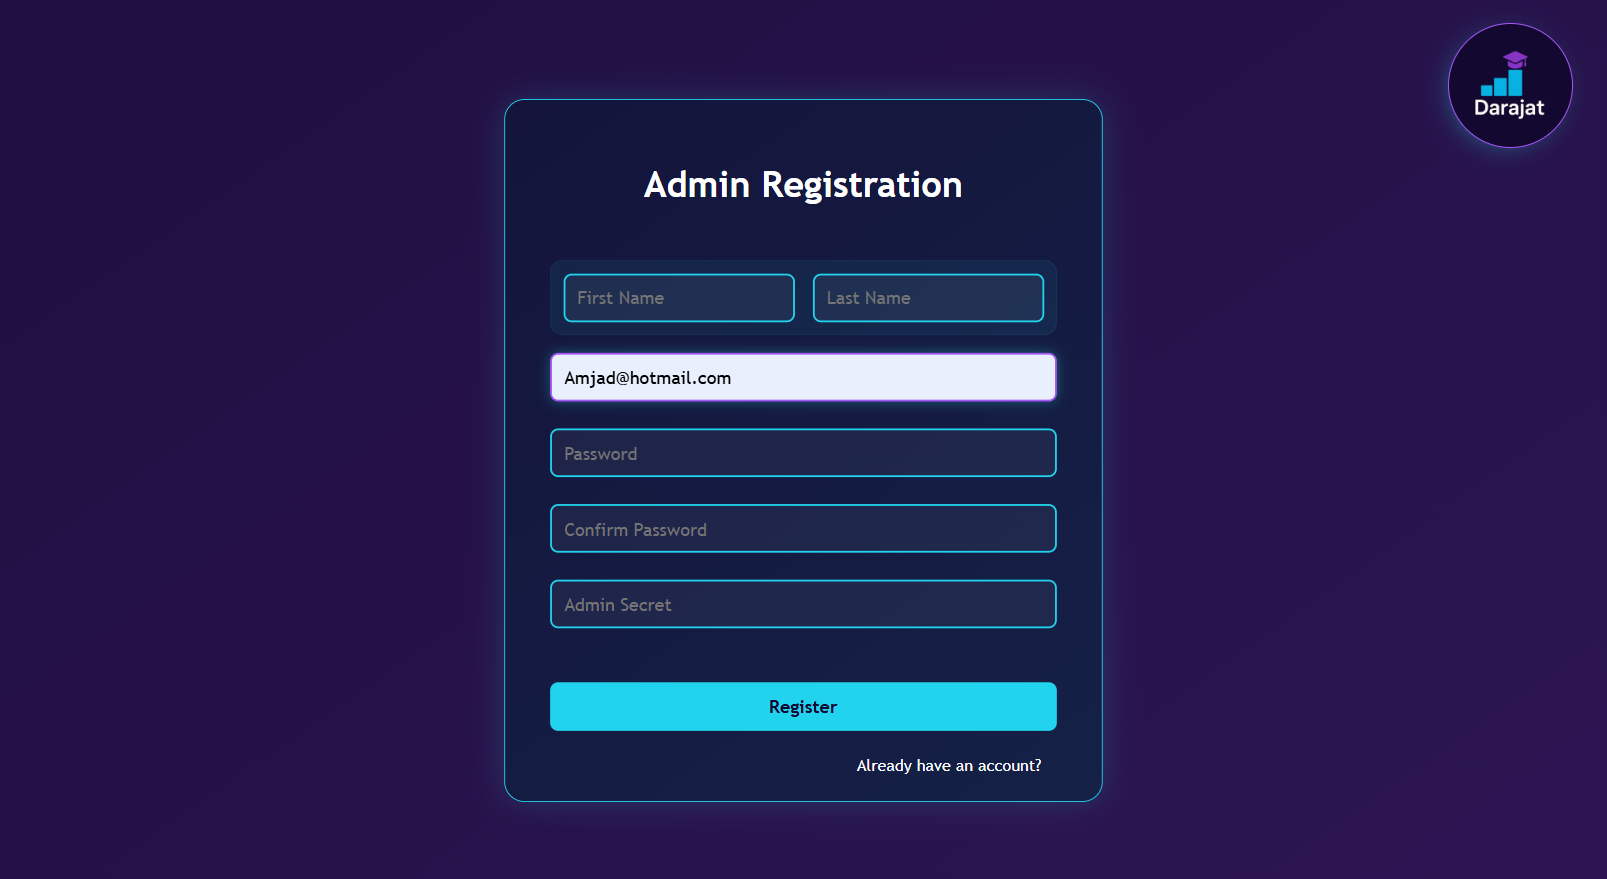 Darajat
Admin Registration
First Name Last Name
Amjad@hotmail.com
Password
Confirm Password
Admin Secret
Register
Already have an account?